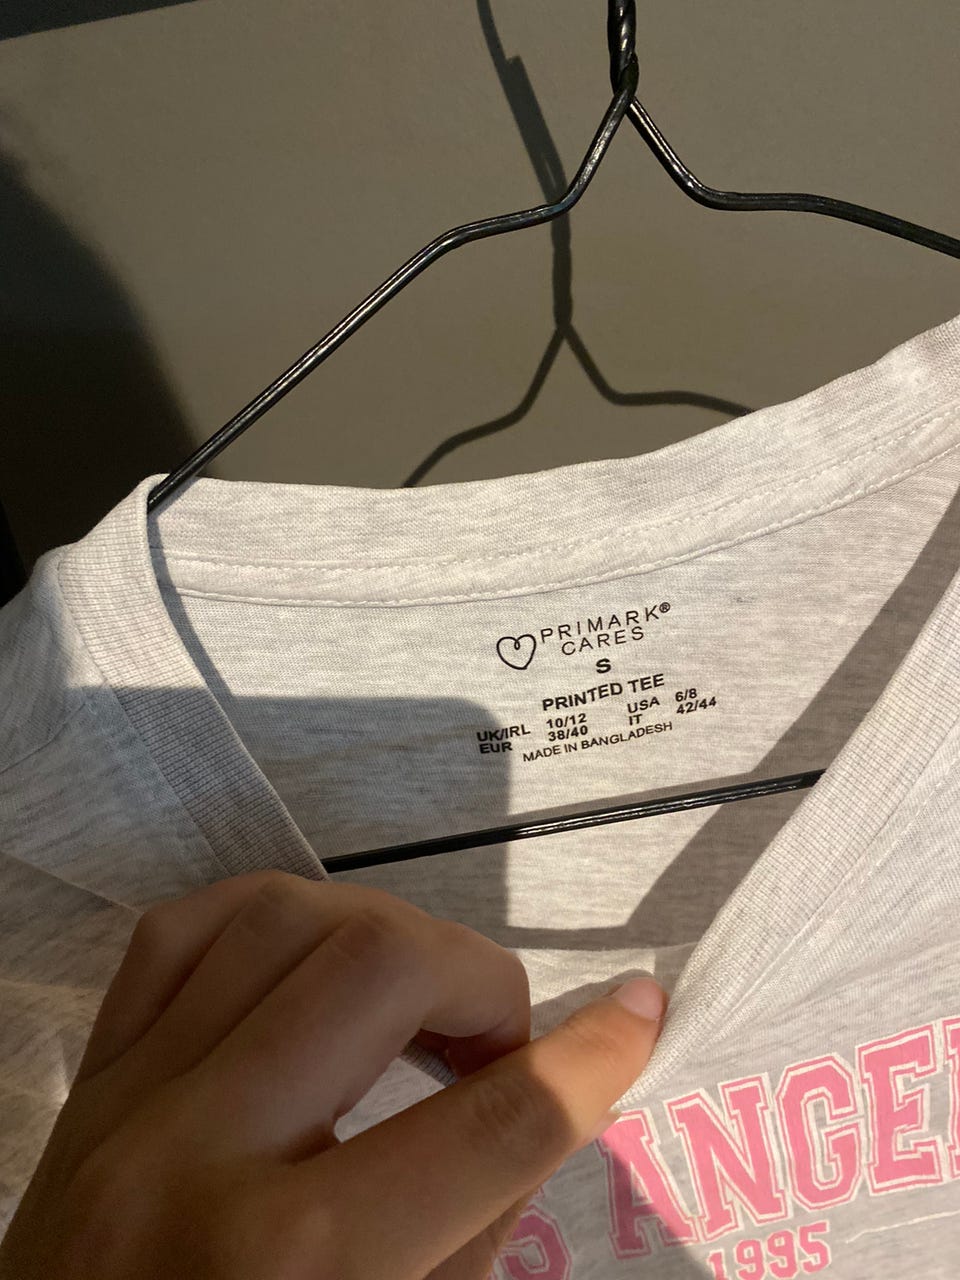 PRIMARK®
CARES
S
PRINTED TEE
UK/IRL 10/12 USA 6/8
EUR 38/40 IT 42/44
MADE IN BANGLADESH
S ANGE
1995